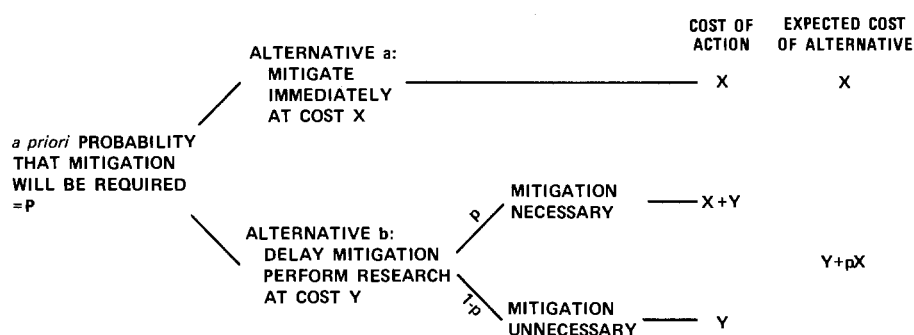 COST OF ACTION
EXPECTED COST OF ALTERNATIVE
ALTERNATIVE a:
MITIGATE
IMMEDIATELY
AT COST X
X
X
a priori PROBABILITY
THAT MITIGATION
WILL BE REQUIRED
=P
ALTERNATIVE b:
DELAY MITIGATION
PERFORM RESEARCH
AT COST Y
p
MITIGATION
NECESSARY
X+Y
Y+pX
1-p
MITIGATION
UNNECESSARY
Y